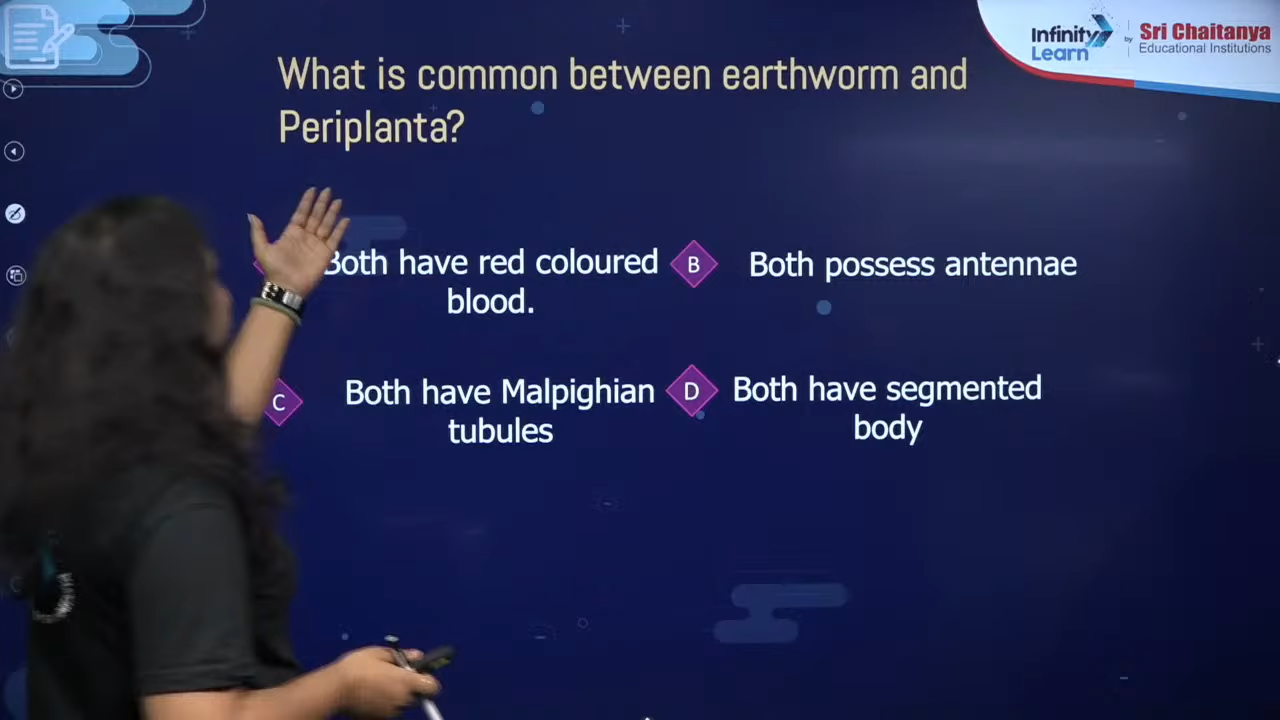 Infinity
Learn
by
Sri Chaitanya
Educational Institutions
What is common between earthworm and
Periplanta?
Both have red coloured
blood.
B
Both possess antennae
C
Both have Malpighian
tubules
D
Both have segmented
body